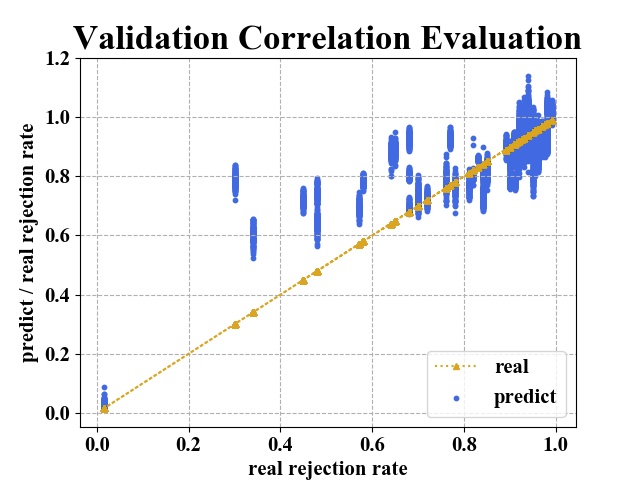 Validation Correlation Evaluation
predict / real rejection rate
1.2
1.0
0.8
0.6
0.4
0.2
0.0
0.0 0.2 0.4 0.6 0.8 1.0
real rejection rate
real
predict